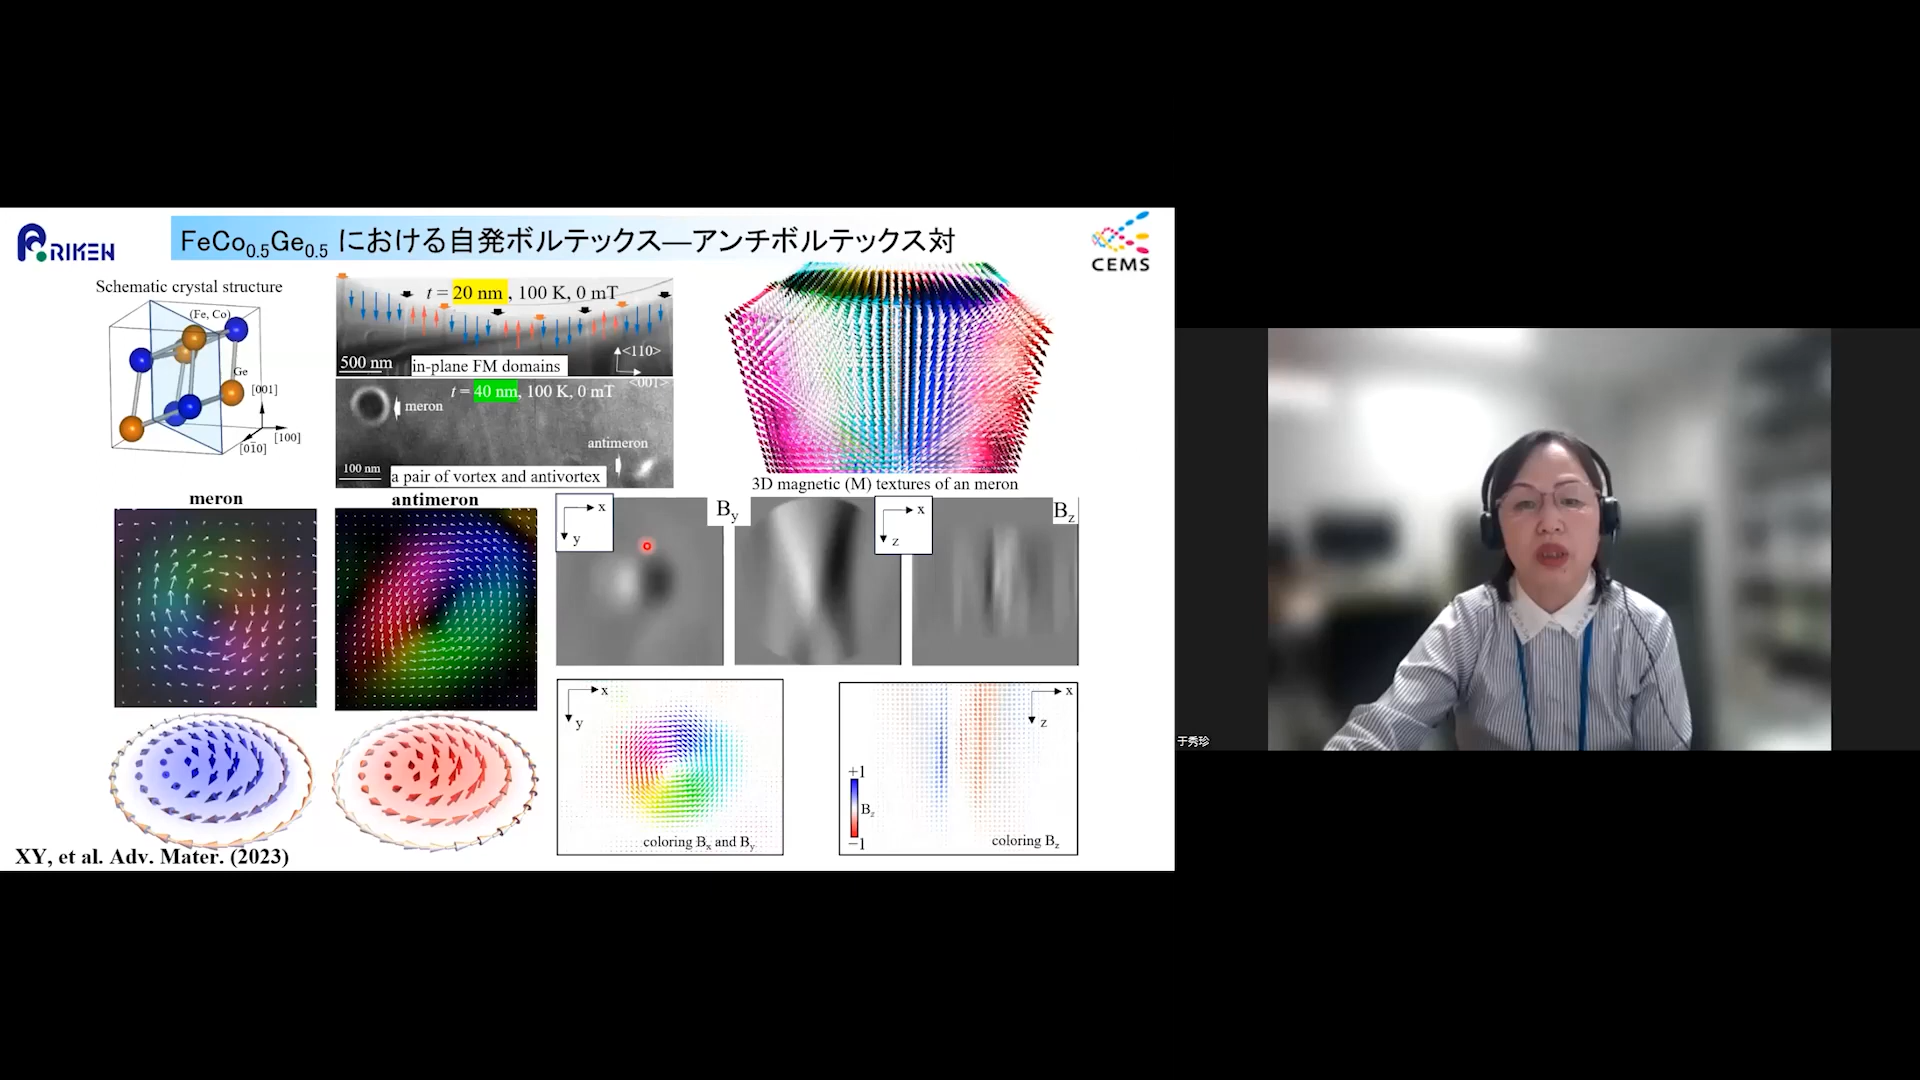 RIKEN
FeCo0.5Ge0.5 における自発ボルテックス—アンチボルテックス対
CEMS
Schematic crystal structure
(Fe, Co)
Ge
[001]
[100]
[01̄0]
t = 20 nm , 100 K, 0 mT
500 nm
in-plane FM domains
<110>
<001>
t = 40 nm, 100 K, 0 mT
meron
antimeron
100 nm
a pair of vortex and antivortex
3D magnetic (M) textures of an meron
meron
antimeron
x
y
By
x
z
Bz
x
y
coloring Bx and By
x
z
+1
Bz
−1
coloring Bz
XY, et al. Adv. Mater. (2023)
于秀珍